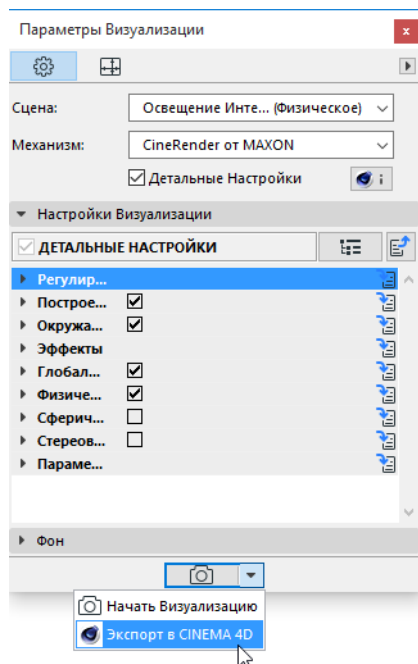 Параметры Визуализации
Сцена: Освещение Инте... (Физическое)
Механизм: CineRender от MAXON
Детальные Настройки i
Настройки Визуализации
ДЕТАЛЬНЫЕ НАСТРОЙКИ
Регулир...
Построе...
Окружа...
Эффекты
Глобал...
Физиче...
Сферич...
Стереов...
Параме...
Фон
Начать Визуализацию
Экспорт в CINEMA 4D